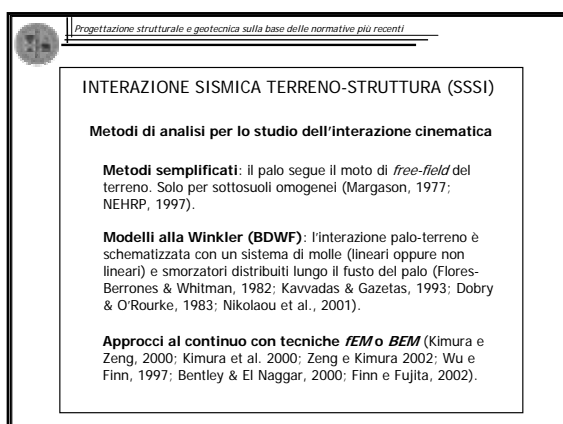 Progettazione strutturale e geotecnica sulla base delle normative più recenti
INTERAZIONE SISMICA TERRENO-STRUTTURA (SSSI)
Metodi di analisi per lo studio dell'interazione cinematica
Metodi semplificati: il palo segue il moto di free-field del
terreno. Solo per sottosuoli omogenei (Margason, 1977;
NEHRP, 1997).
Modelli alla Winkler (BDWF): l'interazione palo-terreno è
schematizzata con un sistema di molle (lineari oppure non
lineari) e smorzatori distribuiti lungo il fusto del palo (Flores-
Berrones & Whitman, 1982; Kavvadas & Gazetas, 1993; Dobry
& O'Rourke, 1983; Nikolaou et al., 2001).
Approcci al continuo con tecniche fEM o BEM (Kimura e
Zeng, 2000; Kimura et al. 2000; Zeng e Kimura 2002; Wu e
Finn, 1997; Bentley & El Naggar, 2000; Finn e Fujita, 2002).